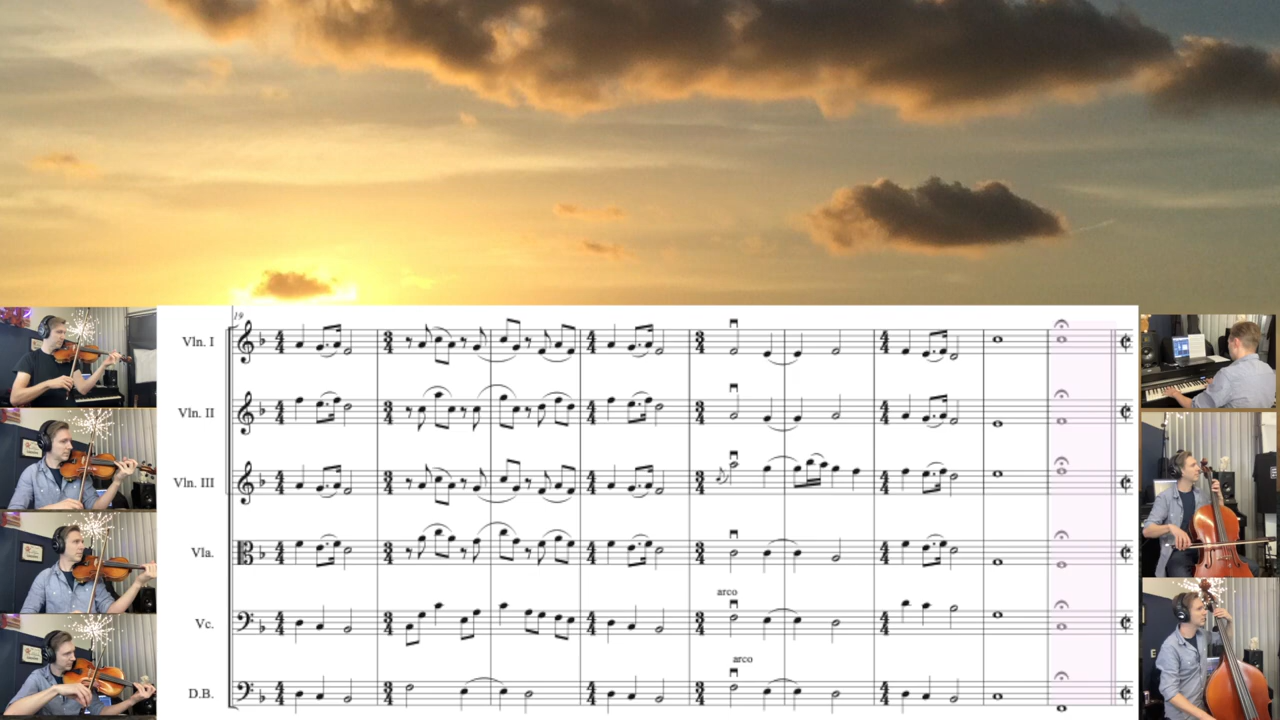 19
Vln. I
Vln. II
Vln. III
Vla.
arco
Vc.
arco
D.B.